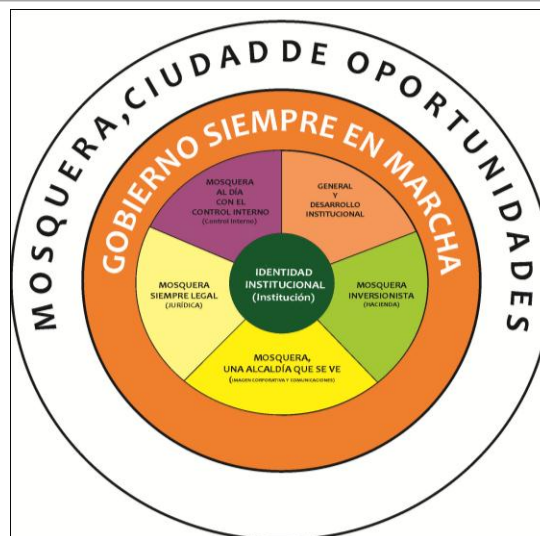 MOSQUERA, CIUDAD DE OPORTUNIDADES
GOBIERNO SIEMPRE EN MARCHA
MOSQUERA
AL DÍA
CON EL
CONTROL INTERNO
(Control Interno)
GENERAL
Y
DESARROLLO
INSTITUCIONAL
MOSQUERA
SIEMPRE LEGAL
(JURÍDICA)
IDENTIDAD
INSTITUCIONAL
(Institución)
MOSQUERA
INVERSIONISTA
(HACIENDA)
MOSQUERA,
UNA ALCALDÍA QUE SE VE
(IMAGEN CORPORATIVA Y COMUNICACIONES)